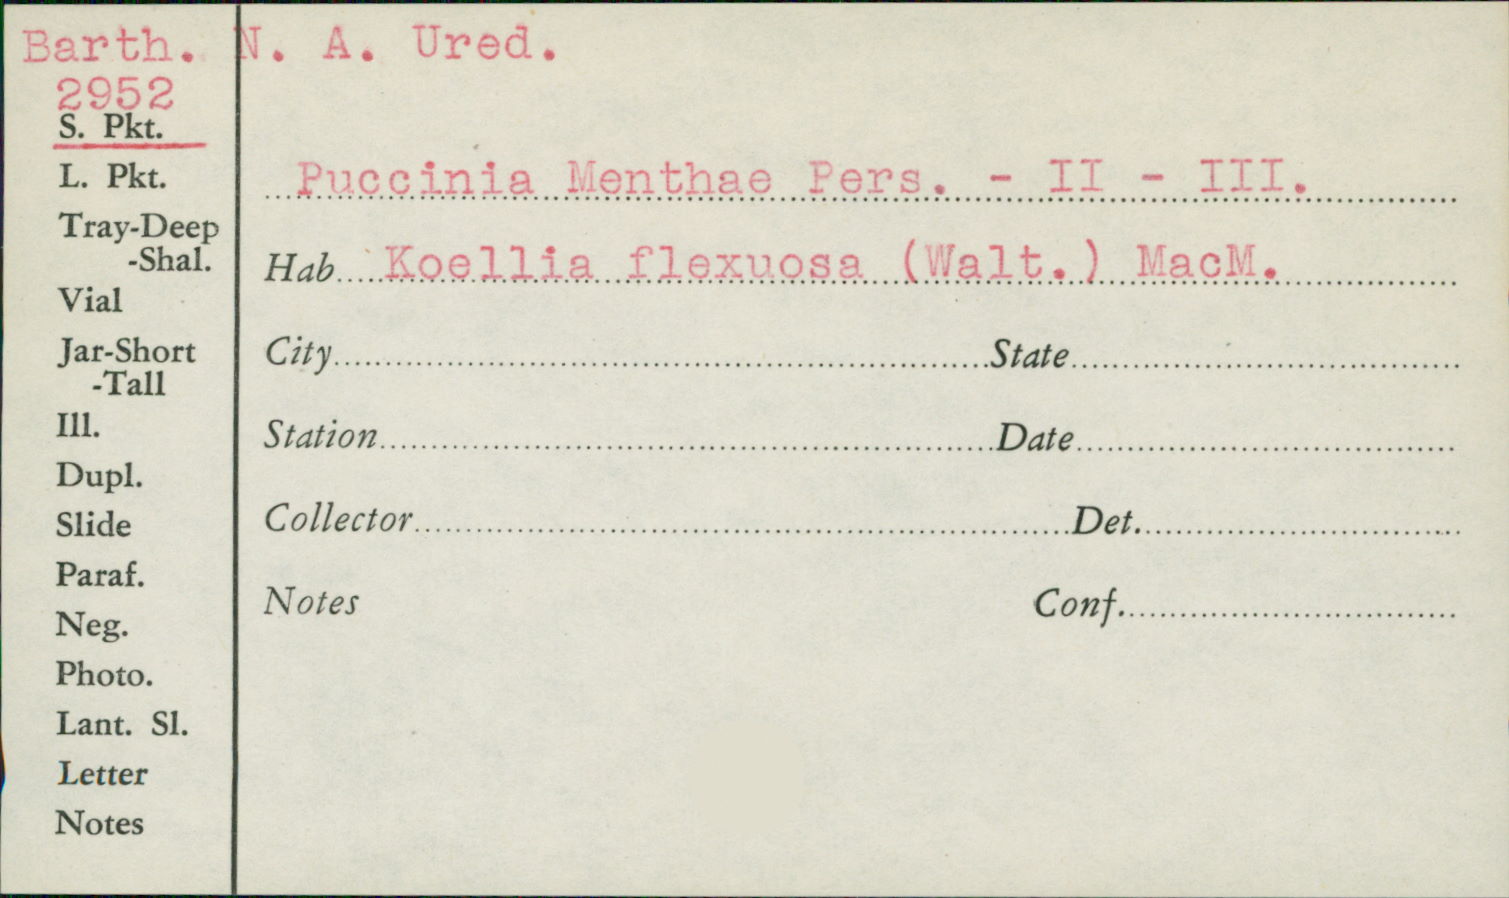 Barth. N. A. Ured.
2952
S. Pkt.
L. Pkt.
Tray-Deep
-Shal.
Vial
Jar-Short
-Tall
Ill.
Dupl.
Slide
Paraf.
Neg.
Photo.
Lant. Sl.
Letter
Notes
Puccinia Menthae Pers. - II - III.
Hab. Koellia flexuosa (Walt.) MacM.
City State
Station Date
Collector Det.
Notes Conf.